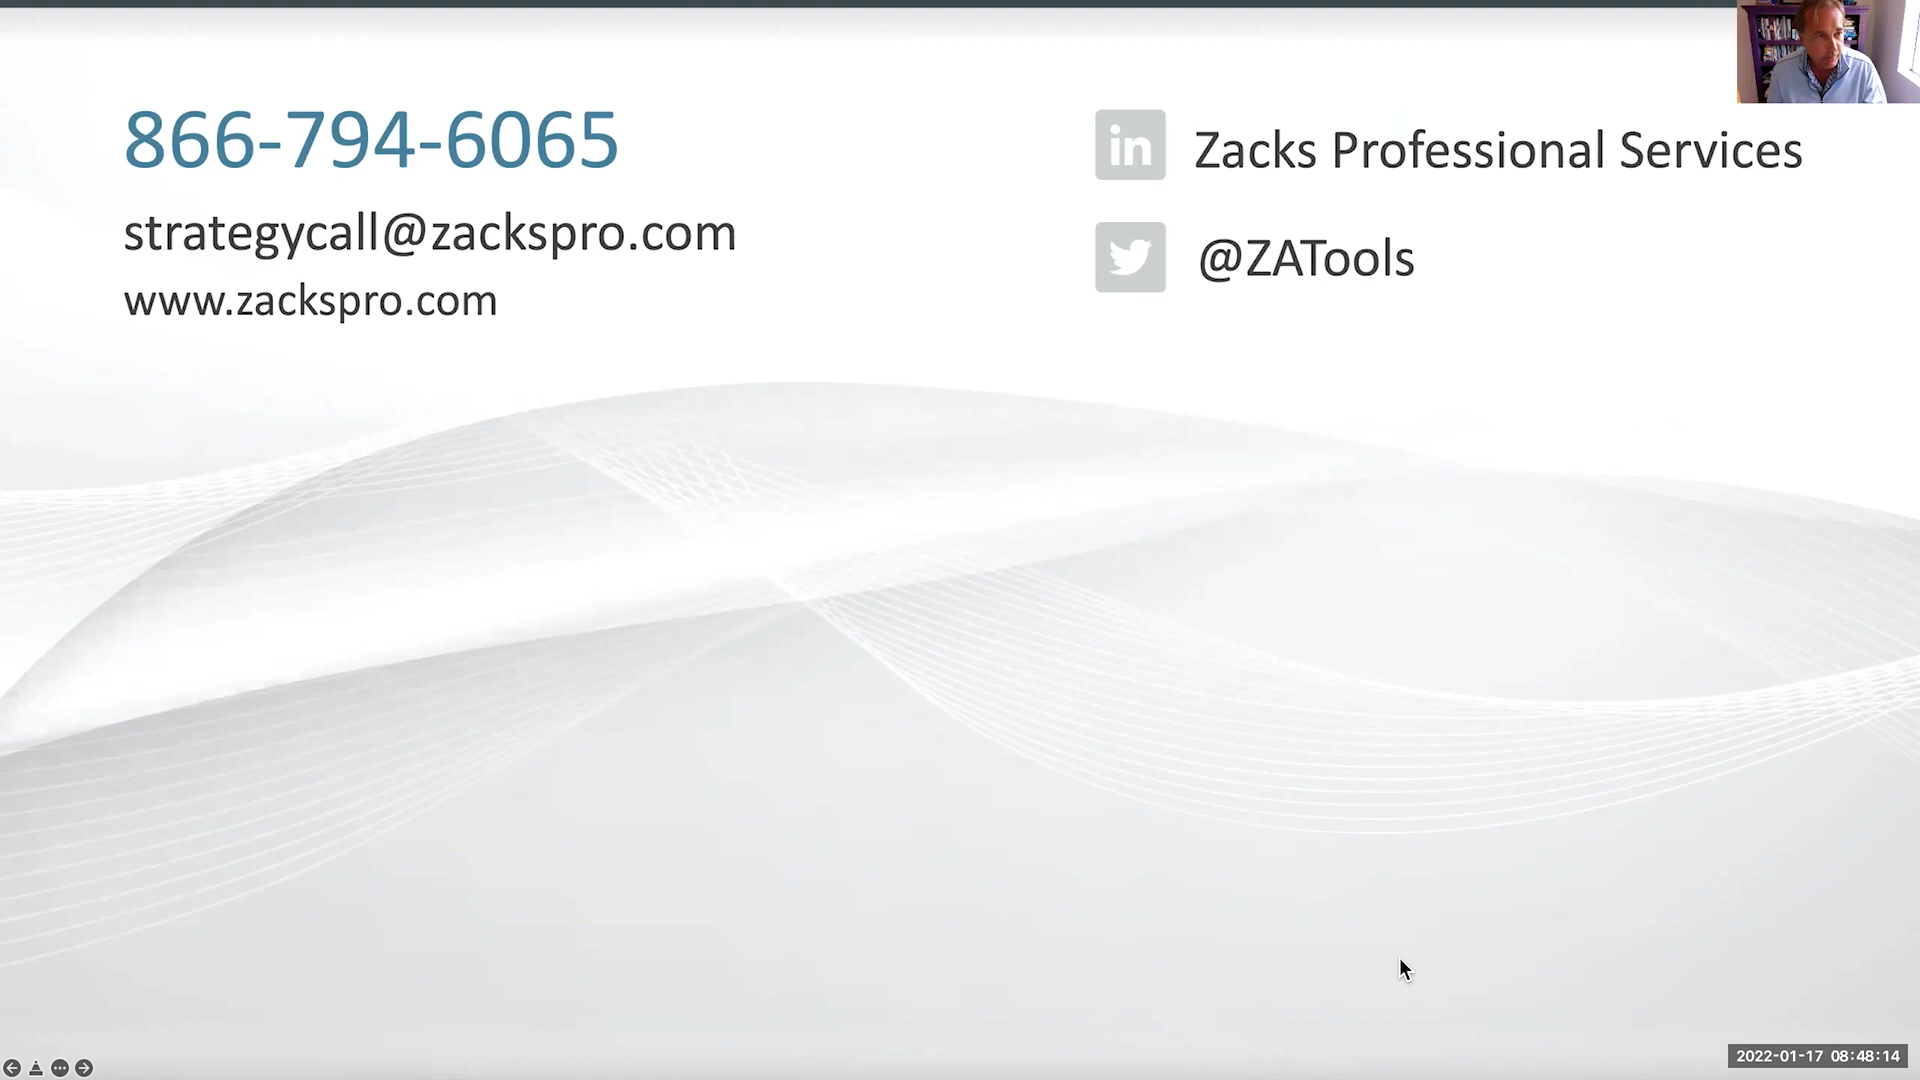 866-794-6065
strategycall@zackspro.com
www.zackspro.com
in Zacks Professional Services
@ZATools
2022-01-17 08:48:14